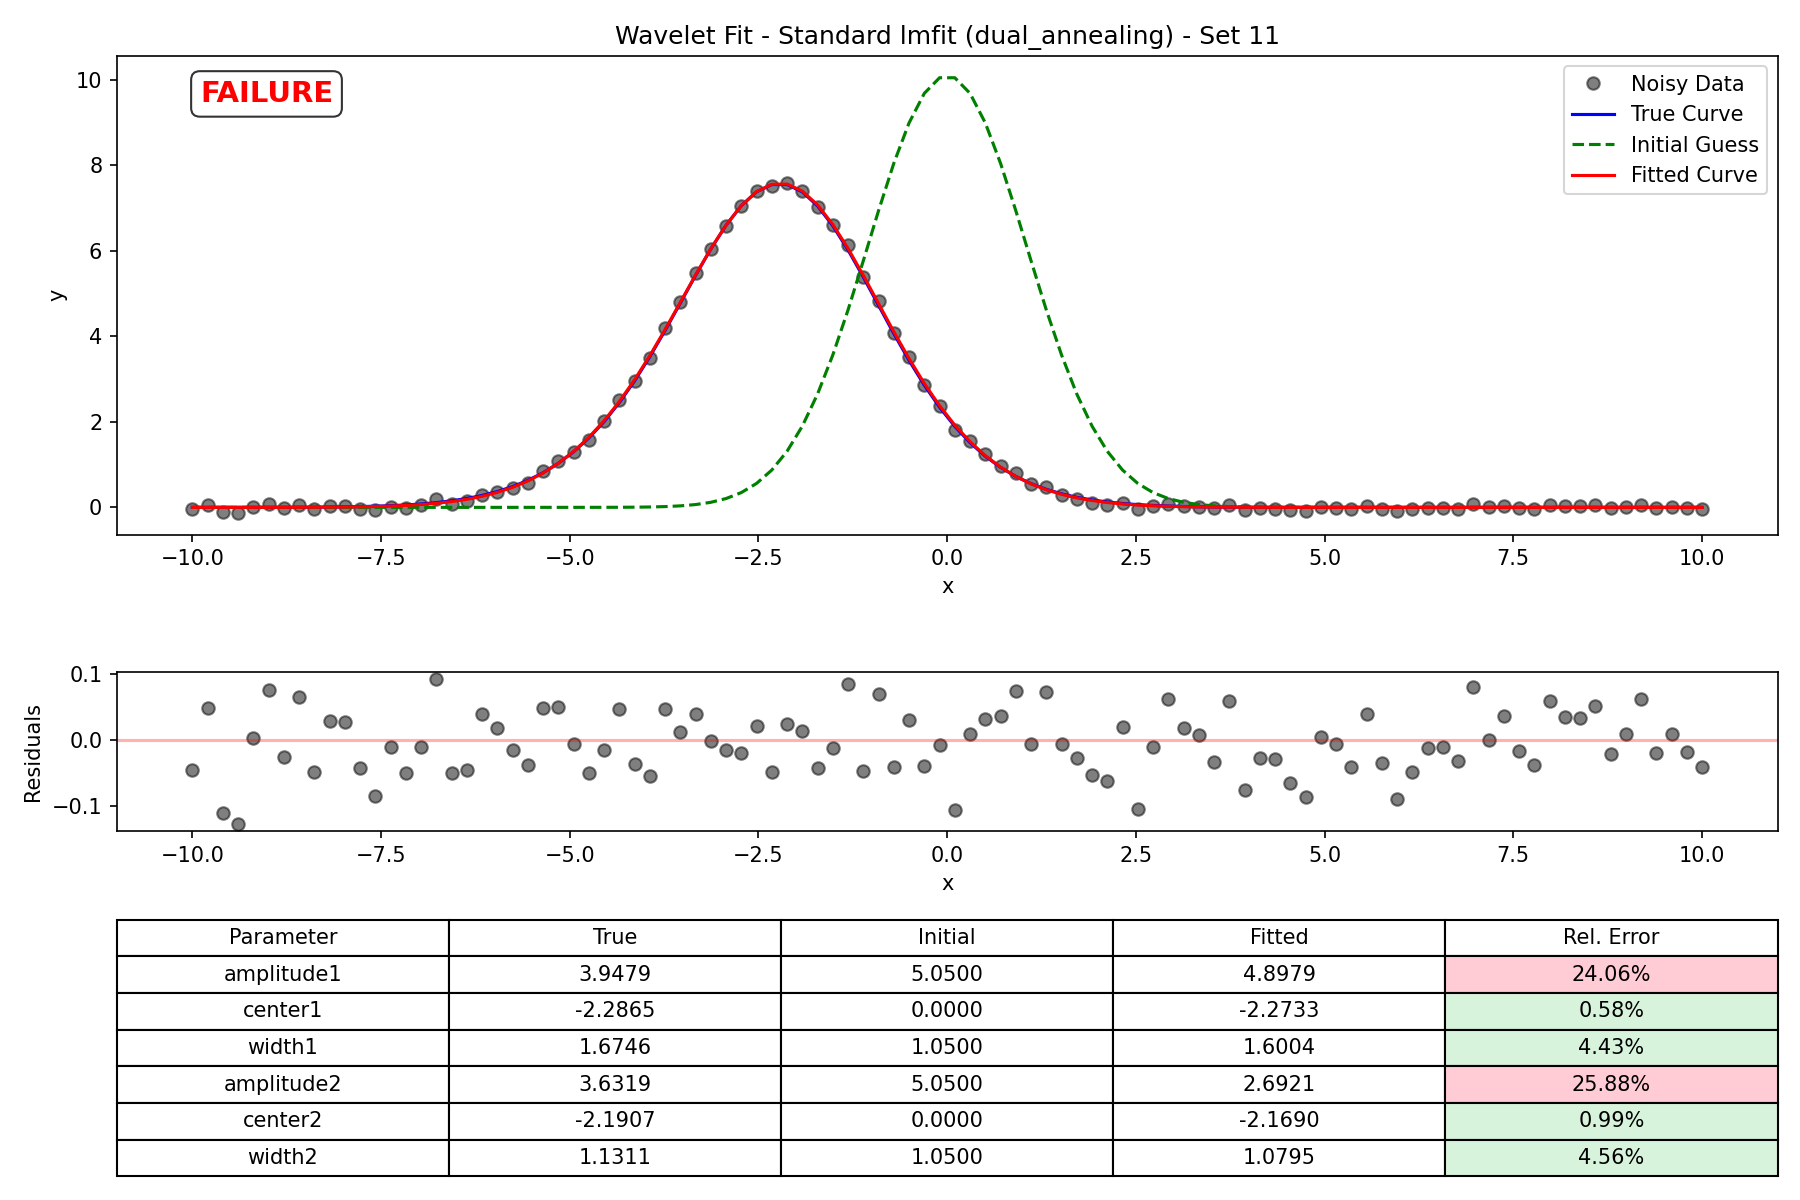 Wavelet Fit - Standard lmfit (dual_annealing) - Set 11
FAILURE
Noisy Data
True Curve
Initial Guess
Fitted Curve
10
8
6
4
2
0
y
−10.0 −7.5 −5.0 −2.5 0.0 2.5 5.0 7.5 10.0
x
0.1
0.0
−0.1
Residuals
−10.0 −7.5 −5.0 −2.5 0.0 2.5 5.0 7.5 10.0
x
Parameter True Initial Fitted Rel. Error
amplitude1 3.9479 5.0500 4.8979 24.06%
center1 -2.2865 0.0000 -2.2733 0.58%
width1 1.6746 1.0500 1.6004 4.43%
amplitude2 3.6319 5.0500 2.6921 25.88%
center2 -2.1907 0.0000 -2.1690 0.99%
width2 1.1311 1.0500 1.0795 4.56%